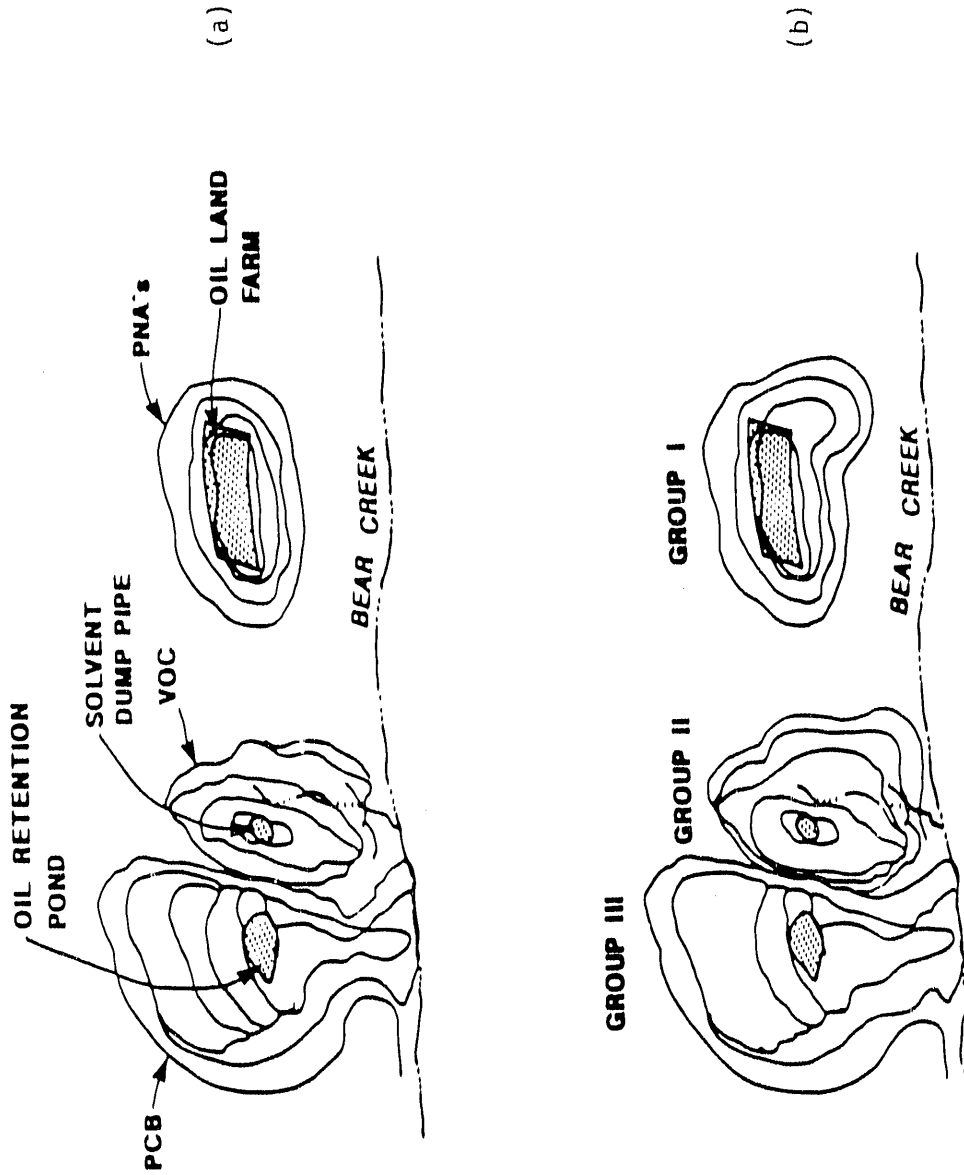 OIL RETENTION
POND
SOLVENT
DUMP PIPE
VOC
PNA's
PCB
OIL LAND
FARM
BEAR CREEK
(a)
GROUP III
GROUP II
GROUP I
BEAR CREEK
(b)